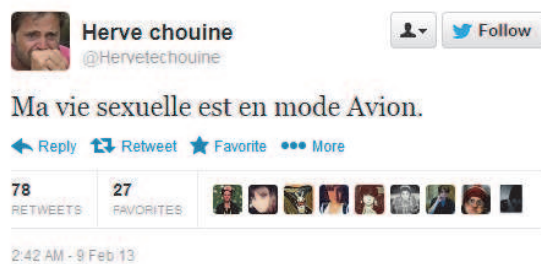 Herve chouine
@Hervetechouine
Follow
Ma vie sexuelle est en mode Avion.
Reply Retweet Favorite More
78 27
RETWEETS FAVORITES
2:42 AM - 9 Feb 13